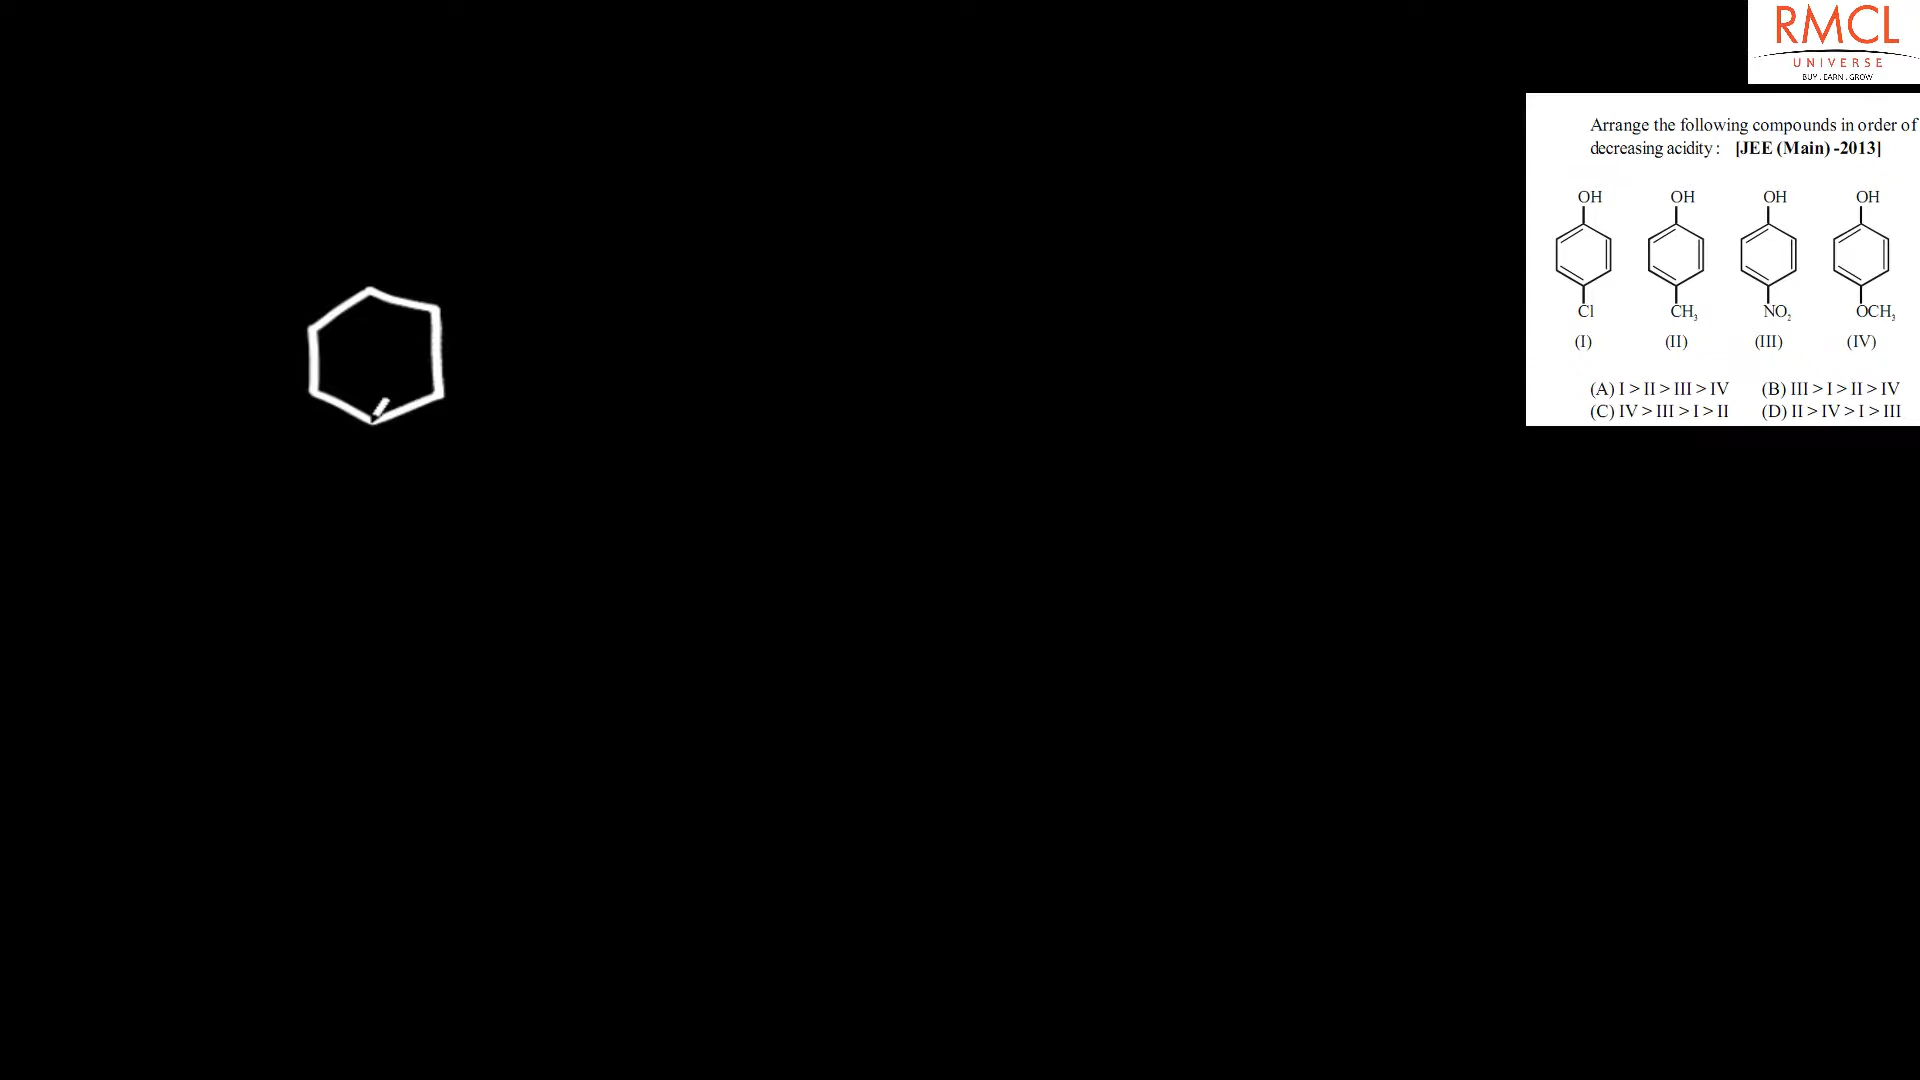 RMCL
UNIVERSE
BUY . EARN . GROW
Arrange the following compounds in order of
decreasing acidity : [JEE (Main) -2013]
OH OH OH OH
Cl CH₃ NO₂ OCH₃
(I) (II) (III) (IV)
(A) I > II > III > IV (B) III > I > II > IV
(C) IV > III > I > II (D) II > IV > I > III